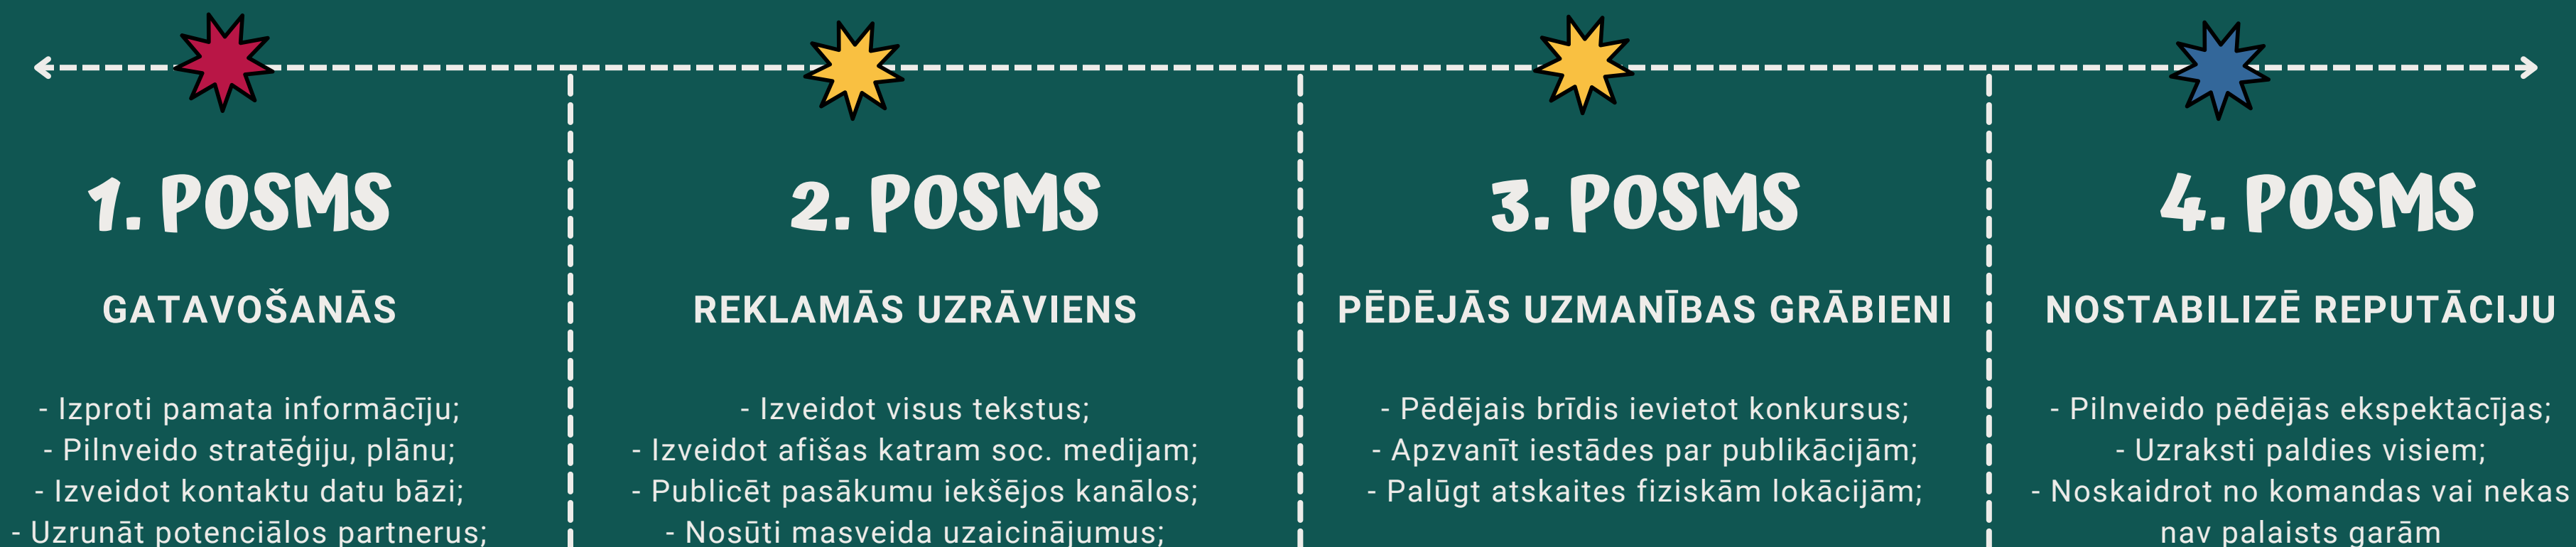 1. POSMS
GATAVOŠANĀS
- Izproti pamata informācīju;
- Pilnveido stratēģiju, plānu;
- Izveidot kontaktu datu bāzi;
- Uzrunāt potenciālos partnerus;
2. POSMS
REKLAMĀS UZRĀVIENS
- Izveidot visus tekstus;
- Izveidot afišas katram soc. medijam;
- Publicēt pasākumu iekšējos kanālos;
- Nosūti masveida uzaicinājumus;
3. POSMS
PĒDĒJĀS UZMANĪBAS GRĀBIENI
- Pēdējais brīdis ievietot konkursus;
- Apzvanīt iestādes par publikācijām;
- Palūgt atskaites fiziskām lokācijām;
4. POSMS
NOSTABILIZĒ REPUTĀCIJU
- Pilnveido pēdējās ekspektācījas;
- Uzraksti paldies visiem;
- Noskaidrot no komandas vai nekas
nav palaists garām